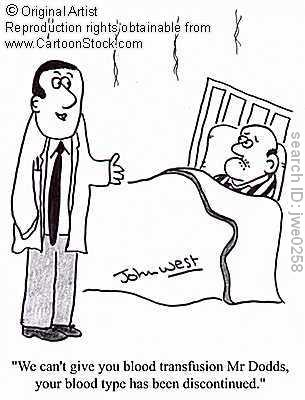 © Original Artist
Reproduction rights obtainable from
www.CartoonStock.com
search ID: jwe0258
John West
"We can't give you blood transfusion Mr Dodds,
your blood type has been discontinued."